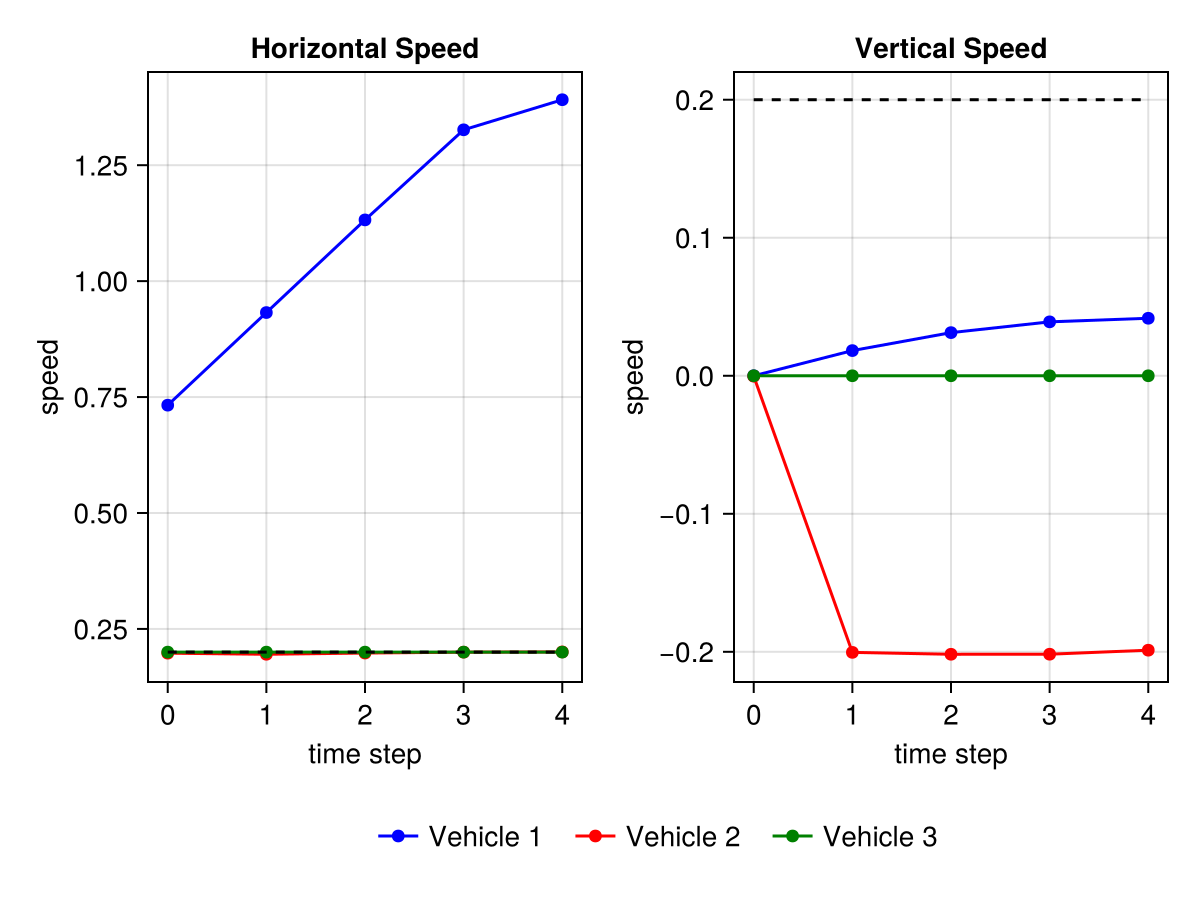 Horizontal Speed
1.25
1.00
0.75
0.50
0.25
speed
0 1 2 3 4
time step
Vertical Speed
0.2
0.1
0.0
−0.1
−0.2
speed
0 1 2 3 4
time step
Vehicle 1 Vehicle 2 Vehicle 3